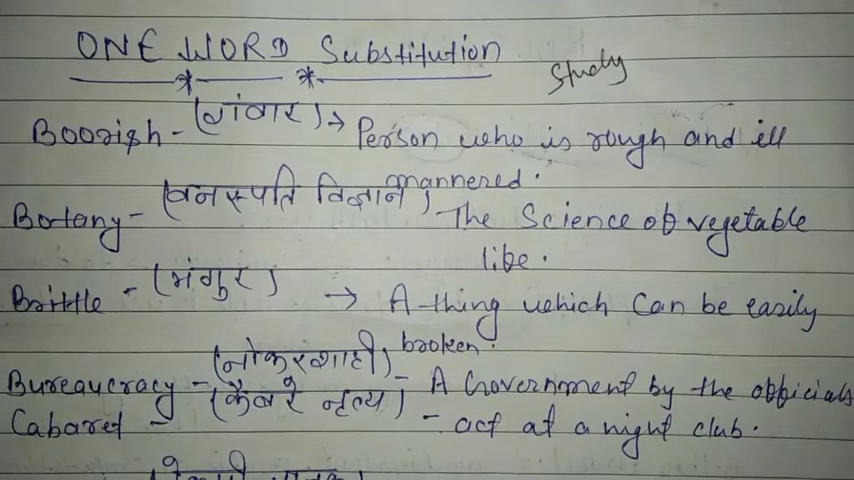 ONE WORD Substitution
Study
Boorish - (गांवार) → Person who is rough and ill
mannered.
Botany - (वनस्पति विज्ञान) - The Science of vegetable
life.
Brittle - (भंगुर) → A thing which can be easily
broken.
Bureaucracy - (नोकरशाही) - A Government by the officials
Cabaret - (कैबरे नृत्य) - act at a night club.